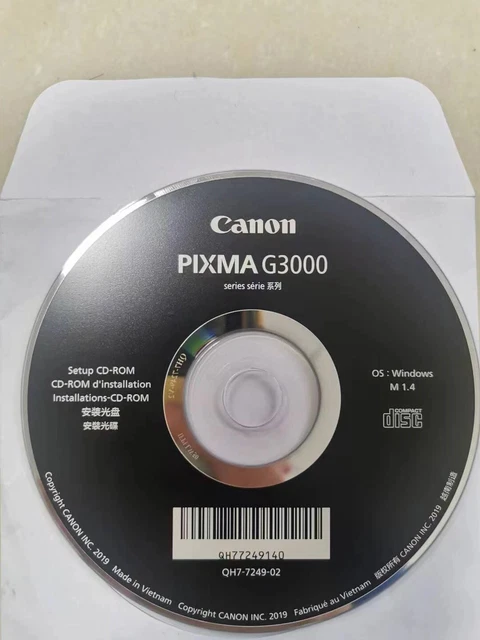 Canon
PIXMA G3000
series série 系列
Setup CD-ROM
CD-ROM d'installation
Installations-CD-ROM
安装光盘
安裝光碟
OS : Windows
M 1.4
COMPACT
disc
QH77249140
QH7-7249-02
Copyright CANON INC. 2019 Made in Vietnam Copyright CANON INC. 2019 Fabriqué au Vietnam 版权所有 CANON INC. 2019 越南制造